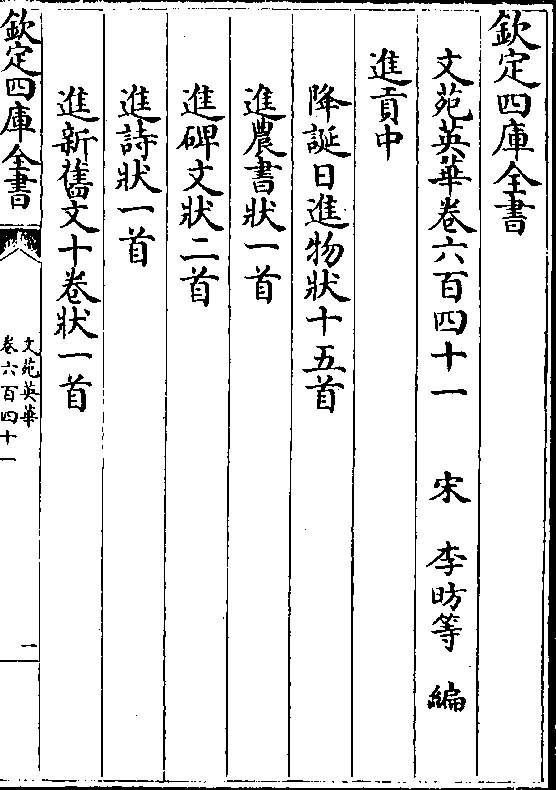 欽定四庫全書
文苑英華卷六百四十一　宋　李昉等　編
進貢中
降誕日進物狀十五首
進農書狀一首
進碑文狀二首
進詩狀一首
進新舊文十卷狀一首
欽定四庫全書
文苑英華
卷六百四十一
一